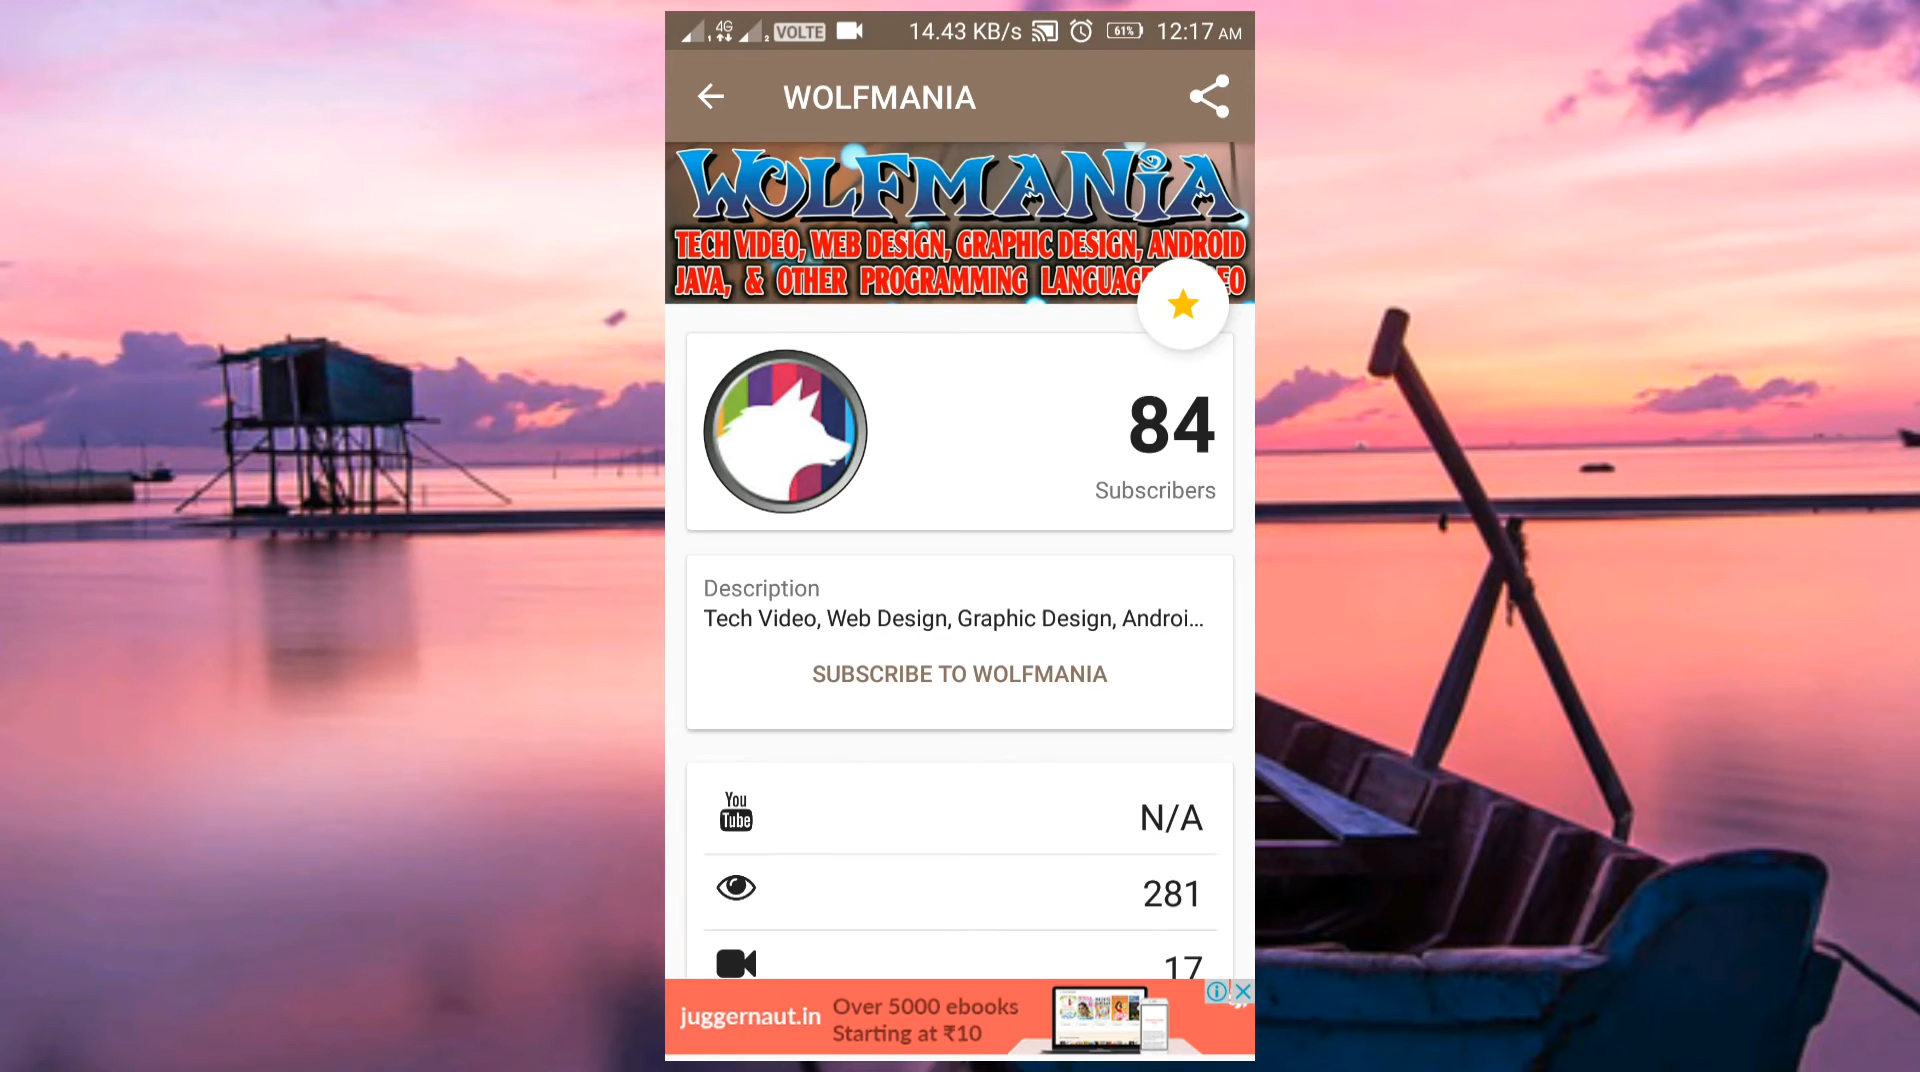 4G 1 2 VOLTE 14.43 KB/s 61% 12:17 AM
WOLFMANIA
WOLFMANiA
TECH VIDEO, WEB DESIGN, GRAPHIC DESIGN, ANDROID
JAVA, & OTHER PROGRAMMING
84
Subscribers
Description
Tech Video, Web Design, Graphic Design, Androi...
SUBSCRIBE TO WOLFMANIA
You
Tube
N/A
281
17
juggernaut.in
Over 5000 ebooks
Starting at ₹10